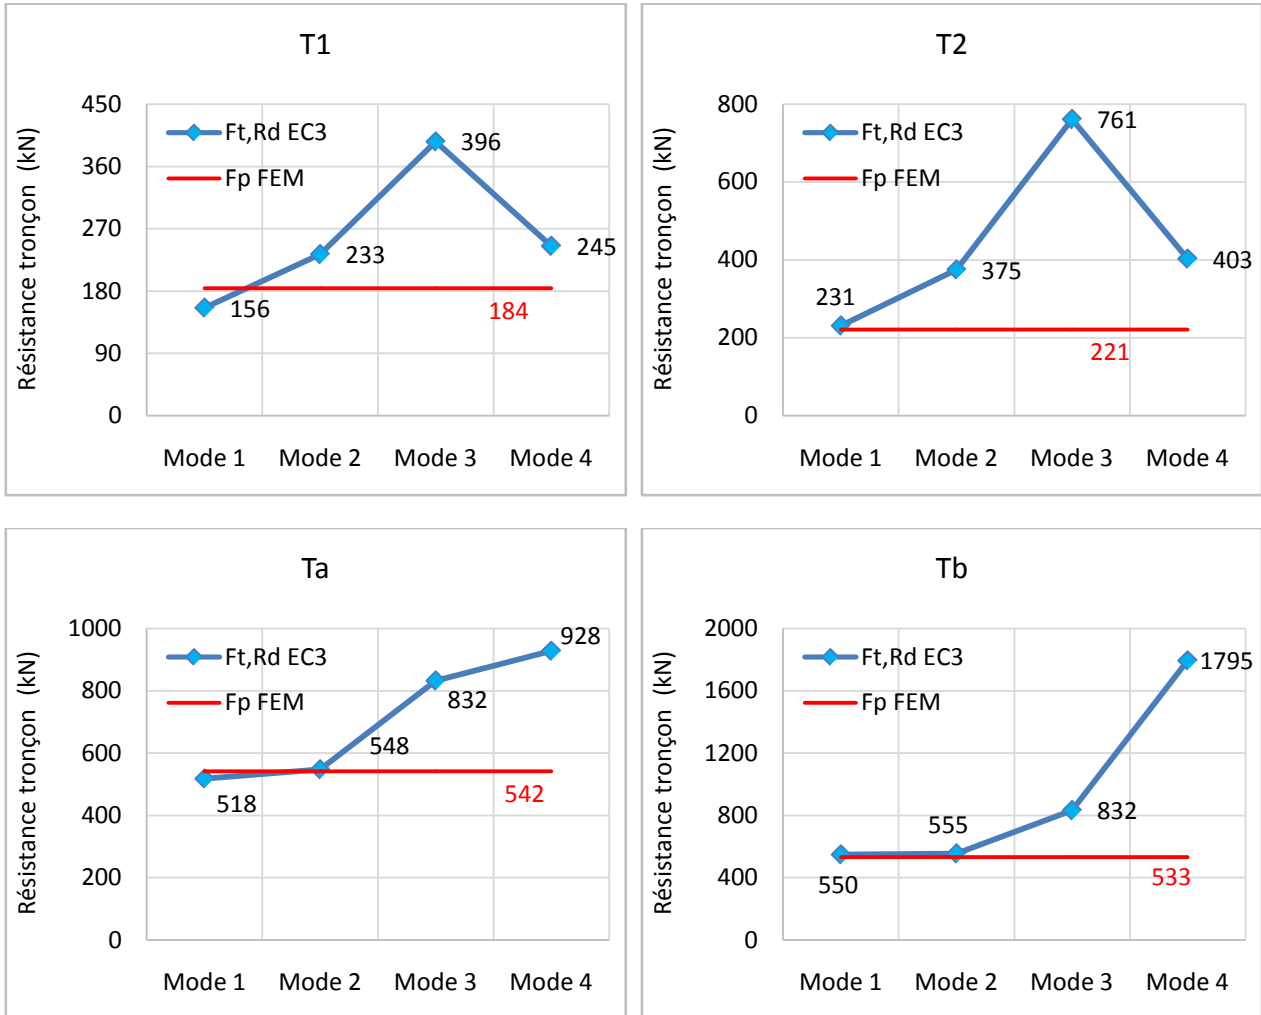 T1
Résistance tronçon (kN)
450
360
270
180
90
0
Ft,Rd EC3
Fp FEM
156
233
396
245
184
Mode 1 Mode 2 Mode 3 Mode 4
T2
Résistance tronçon (kN)
800
600
400
200
0
Ft,Rd EC3
Fp FEM
231
375
761
403
221
Mode 1 Mode 2 Mode 3 Mode 4
Ta
Résistance tronçon (kN)
1000
800
600
400
200
0
Ft,Rd EC3
Fp FEM
518
548
832
928
542
Mode 1 Mode 2 Mode 3 Mode 4
Tb
Résistance tronçon (kN)
2000
1600
1200
800
400
0
Ft,Rd EC3
Fp FEM
550
555
832
1795
533
Mode 1 Mode 2 Mode 3 Mode 4